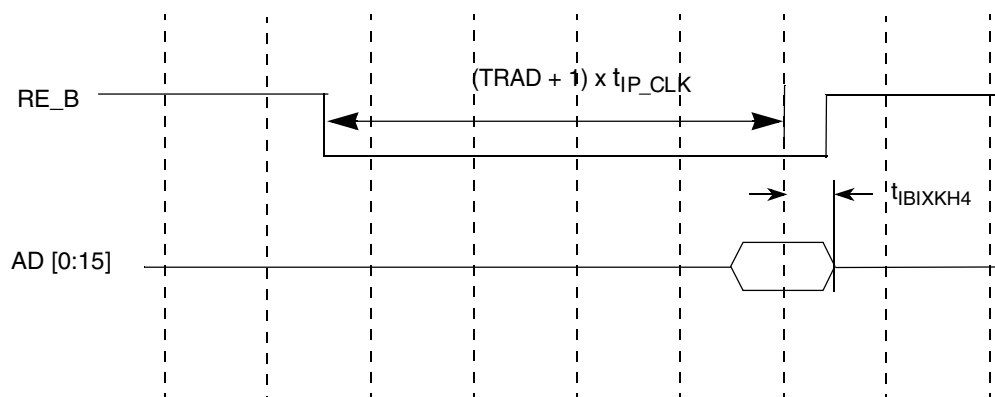 (TRAD + 1) x tIP_CLK
RE_B
tIBIXKH4
AD [0:15]